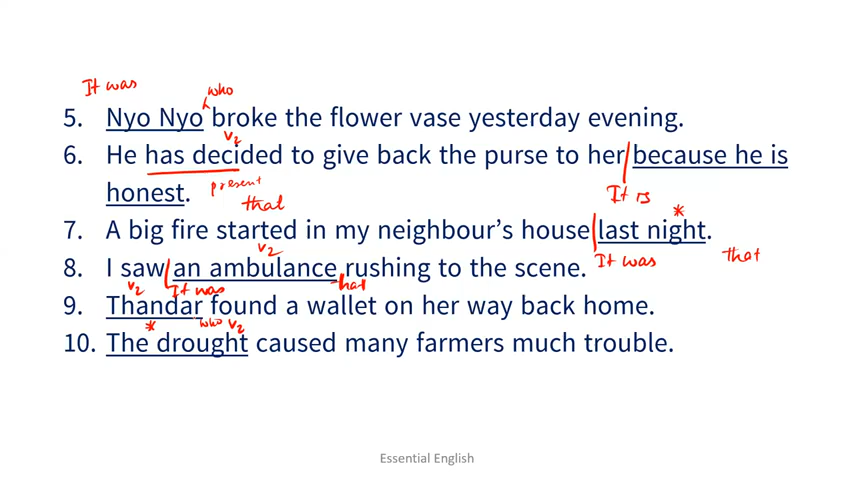 It was who
5. Nyo Nyo broke the flower vase yesterday evening.
v2
6. He has decided to give back the purse to her because he is
honest. present It is
that *
7. A big fire started in my neighbour's house last night.
v2 It was that
8. I saw an ambulance rushing to the scene.
v2 It was that
9. Thandar found a wallet on her way back home.
* who v2
10. The drought caused many farmers much trouble.
Essential English